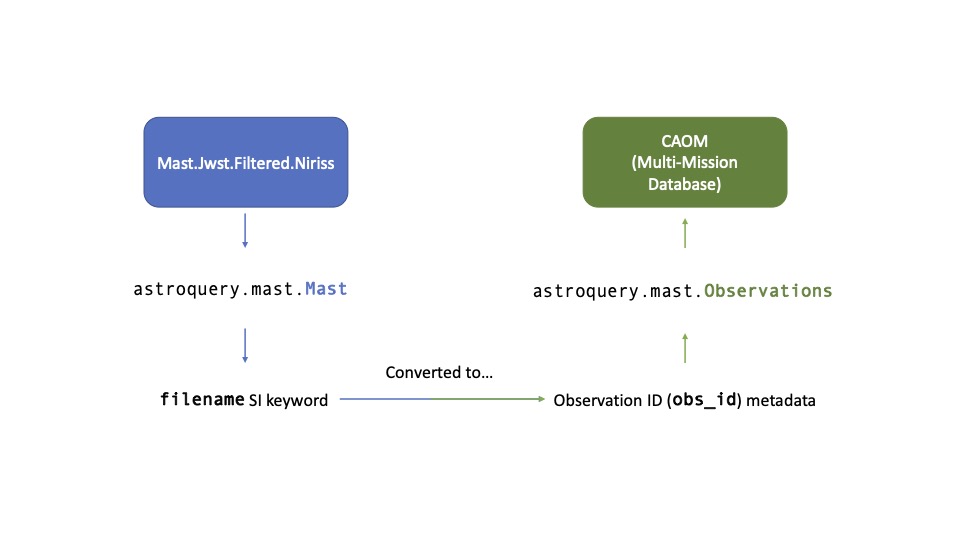 Mast.Jwst.Filtered.Niriss
CAOM
(Multi-Mission
Database)
astroquery.mast.Mast
astroquery.mast.Observations
Converted to...
filename SI keyword
Observation ID (obs_id) metadata